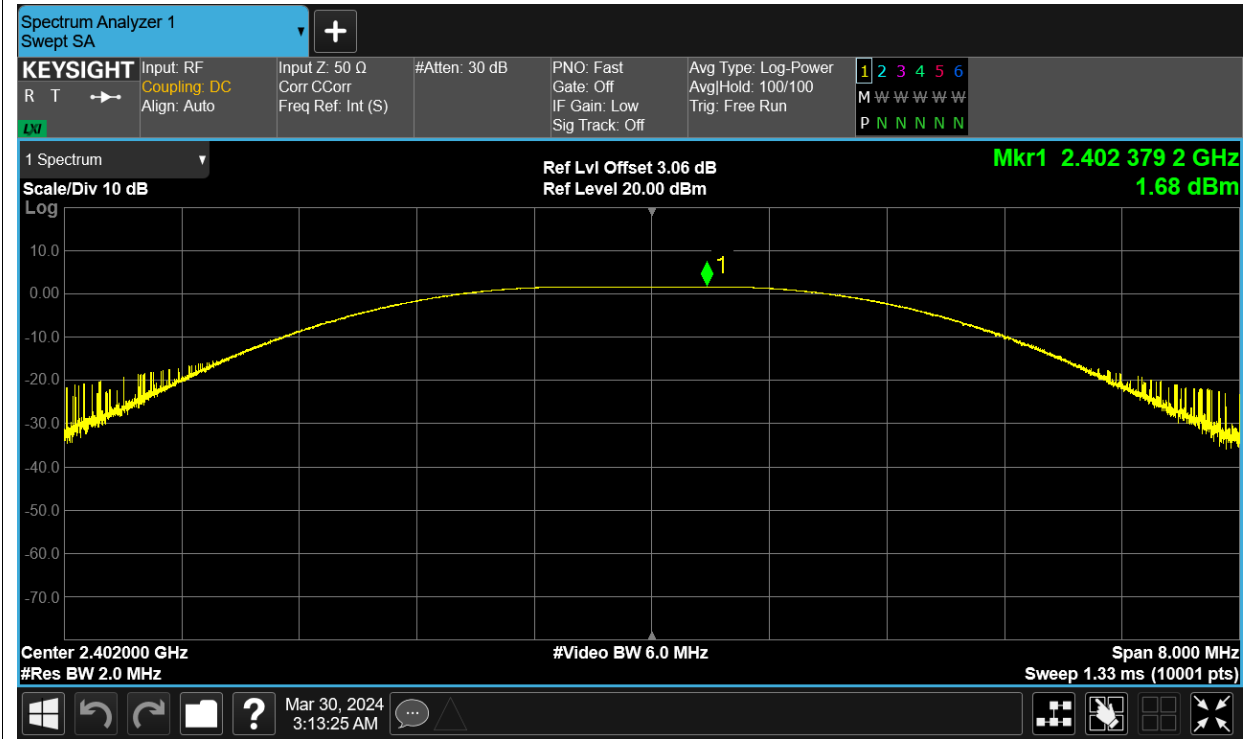 Spectrum Analyzer 1
Swept SA
KEYSIGHT
R T
LXI
Input: RF
Coupling: DC
Align: Auto
Input Z: 50 Ω
Corr CCorr
Freq Ref: Int (S)
#Atten: 30 dB
PNO: Fast
Gate: Off
IF Gain: Low
Sig Track: Off
Avg Type: Log-Power
Avg|Hold: 100/100
Trig: Free Run
1 2 3 4 5 6
M W W W W W
P N N N N N
1 Spectrum
Scale/Div 10 dB
Ref Lvl Offset 3.06 dB
Ref Level 20.00 dBm
Mkr1 2.402 379 2 GHz
1.68 dBm
Log
10.0
0.00
-10.0
-20.0
-30.0
-40.0
-50.0
-60.0
-70.0
1
Center 2.402000 GHz
#Video BW 6.0 MHz
Span 8.000 MHz
#Res BW 2.0 MHz
Sweep 1.33 ms (10001 pts)
?
Mar 30, 2024
3:13:25 AM